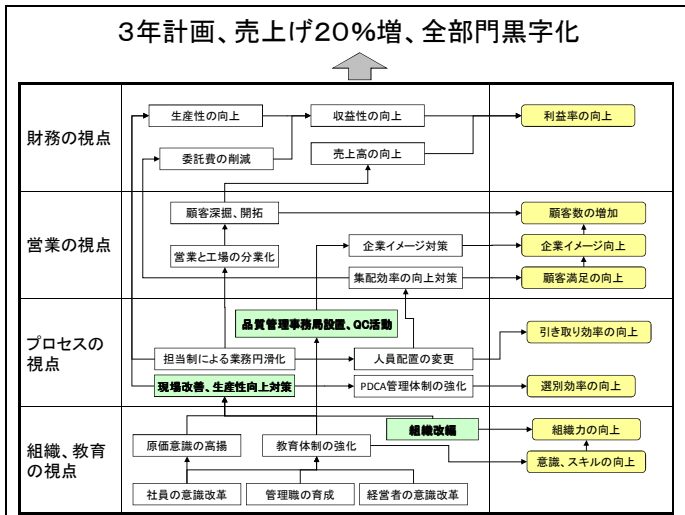 3年計画、売上げ20%増、全部門黒字化
財務の視点
生産性の向上
収益性の向上
利益率の向上
委託費の削減
売上高の向上
営業の視点
顧客深掘、開拓
顧客数の増加
営業と工場の分業化
企業イメージ対策
企業イメージ向上
集配効率の向上対策
顧客満足の向上
プロセスの
視点
品質管理事務局設置、QC活動
引き取り効率の向上
担当制による業務円滑化
人員配置の変更
現場改善、生産性向上対策
PDCA管理体制の強化
選別効率の向上
組織、教育
の視点
組織改編
組織力の向上
原価意識の高揚
教育体制の強化
意識、スキルの向上
社員の意識改革
管理職の育成
経営者の意識改革